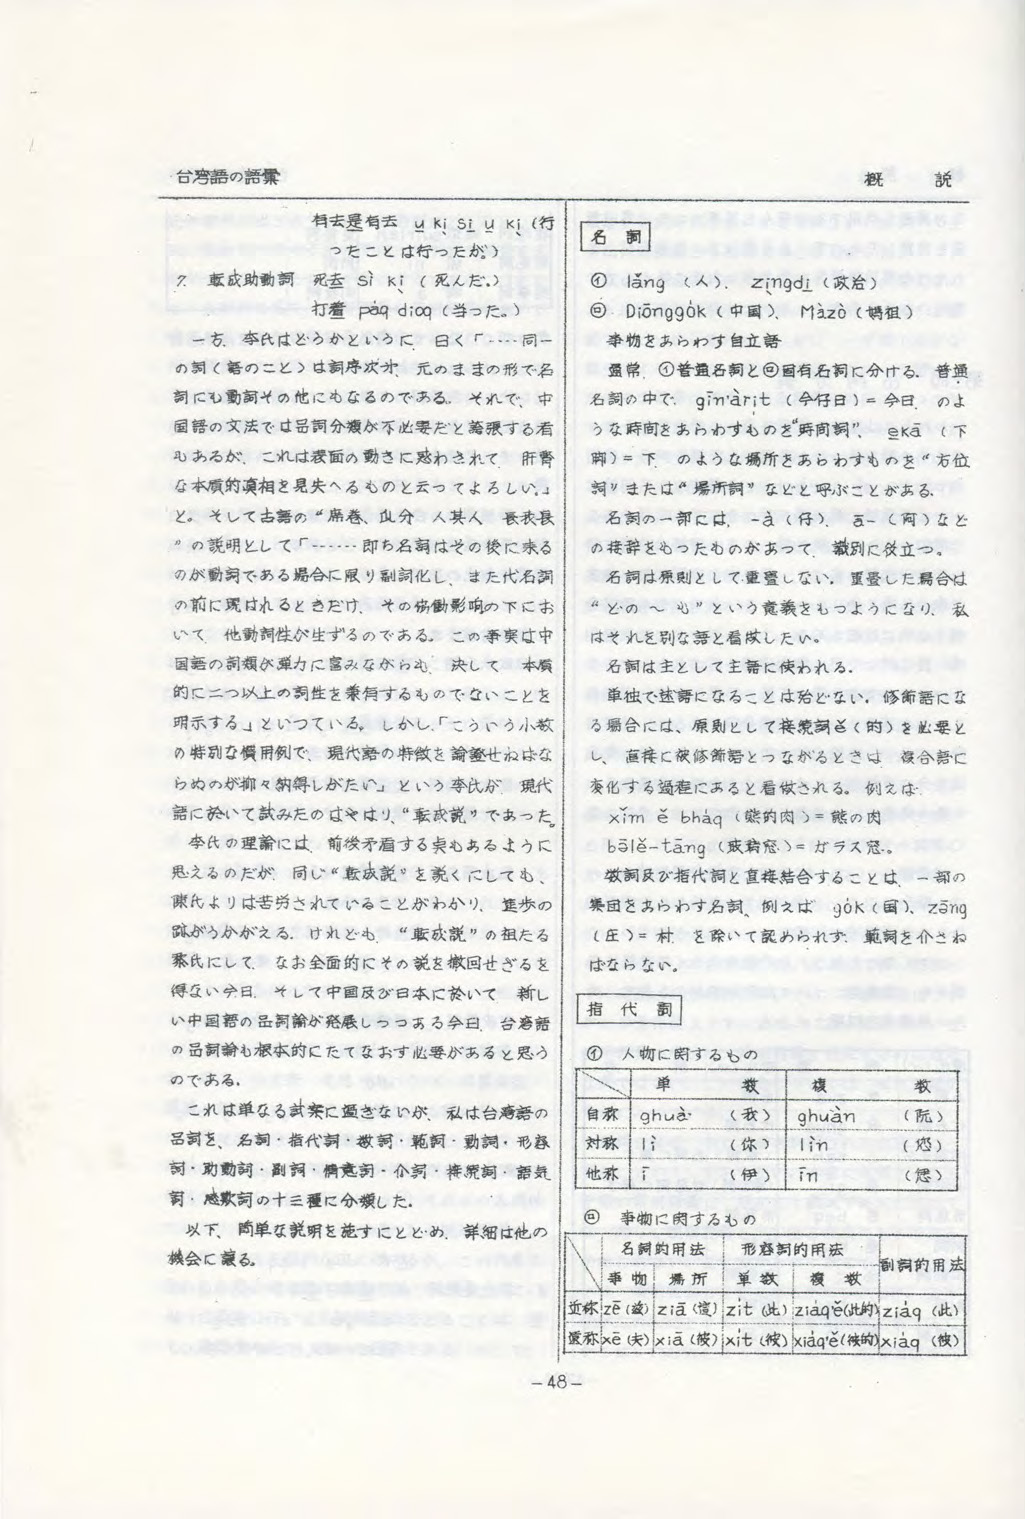 台湾語の語彙
概 説
有去是有去 u ki si u ki (行
ったことは行ったが。)
7. 転成助動詞 死去 sì kì (死んだ。)
打着 páq dioq (当った。)
一方、李氏はどうかというに、曰く「……同一
の詞(語のこと)は詞序次才、元のままの形で名
詞にも動詞その他にもなるのである。それで、中
国語の文法では品詞分類が不必要だと誇張する者
もあるが、これは表面の動きに惑わされて、肝腎
な本質的真相を見失へるものと云ってよろしい。」
と。そして古語の“席巻、瓜分、人其人、長我長
”の説明として「……即ち名詞はその後に来る
のが動詞である場合に限り副詞化し、また代名詞
の前に現はれるときだけ、その労働影响の下にお
いて、他動詞性が生ずるのである。この事実は中
国語の詞類が弾力に富みながらも、決して、本質
的に二つ以上の詞性を兼有するものでないことを
明示する」といつている。しかし、「こういう小数
の特別な慣用例で、現代語の特徴を論証せねはな
らぬのが抑々納得しがたい」という李氏が、現代
語に於いて試みたのはやはり、転成説”であった。
李氏の理論には、前後矛盾する点もあるように
思えるのだが、同じ“転成説”を説くにしても、
陳氏よりは苦労されていることがわかり、進歩の
跡がうかがえる。けれども、“転成説”の祖たる
蔡氏にして、なお全面的にその説を撤回せざるを
得ない今日、そして中国及び日本に於いて、新し
い中国語の品詞論が発展しつつある今日、台湾語
の品詞論も根本的にたてなおす必要があると思う
のである。
これは単なる試案に過ぎないが、私は台湾語の
品詞を、名詞・指代詞・数詞・範詞・動詞・形容
詞・助動詞・副詞・情意詞・介詞・接続詞・語気
詞・感歎詞の十三種に分類した。
以下、簡単な説明を施すにとどめ、詳細は他の
機会に譲る。
名 詞
㋑ lǎng (人)、 zìngdi (政治)
㋺ Diōnggǒk (中国)、 Màzò (媽祖)
事物をあらわす自立語
通常、㋑普通名詞と㋺固有名詞に分ける。普通
名詞の中で、gīn'àrit (今仔日)=今日、のよ
うな時間をあらわすものを“時間詞”、ekā (下
脚)=下、のような場所をあらわすものを“方位
詞”または“場所詞”などと呼ぶことがある。
名詞の一部には、-à (仔)、ā- (阿) など
の接辞をもったものがあって、識別に役立つ。
名詞は原則として重畳しない。重畳した場合は
“どの～も”という意義をもつようになり、私
はそれを別な語と看做したい。
名詞は主として主語に使われる。
単独で述語になることは殆どない。修飾語にな
る場合には、原則として接続詞ě (的) を必要と
し、直接に被修飾語とつながるときは、複合語に
変化する過程にあると看做される。例えば:
xǐm ě bháq (熊的肉)=熊の肉
bōlě-tāng (玻璃窓)=ガラス窓。
数詞及び指代詞と直接結合することは、一部の
集団をあらわす名詞、例えば gǒk (国)、zāng
(庄)=村、を除いて認められず、範詞を介さね
はならない。
指 代 詞
㋑ 人物に関するもの
単 数 複 数
自称 ghuà (我) ghuàn (阮)
対称 lì (你) lìn (恁)
他称 ī (伊) īn (𪜶)
㋺ 事物に関するもの
名詞的用法 形容詞的用法 副詞的用法
事物 場所 単数 複数
近称 zē (茲) ziā (這) zit (此) ziáqě (此的) ziáq (此)
遠称 xē (夫) xiā (彼) xit (彼) xiáqě (彼的) xiáq (彼)
-48-